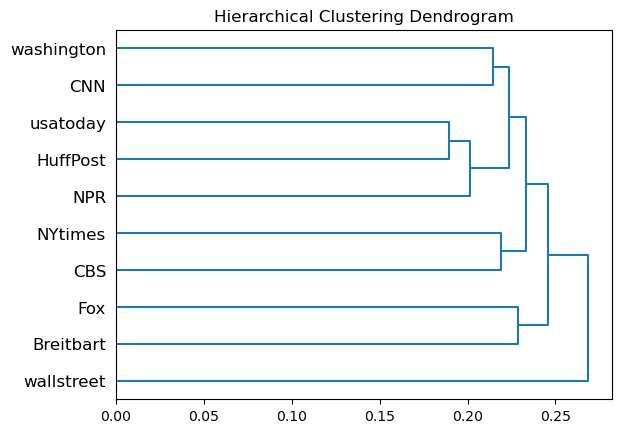 Hierarchical Clustering Dendrogram
washington
CNN
usatoday
HuffPost
NPR
NYtimes
CBS
Fox
Breitbart
wallstreet
0.00 0.05 0.10 0.15 0.20 0.25